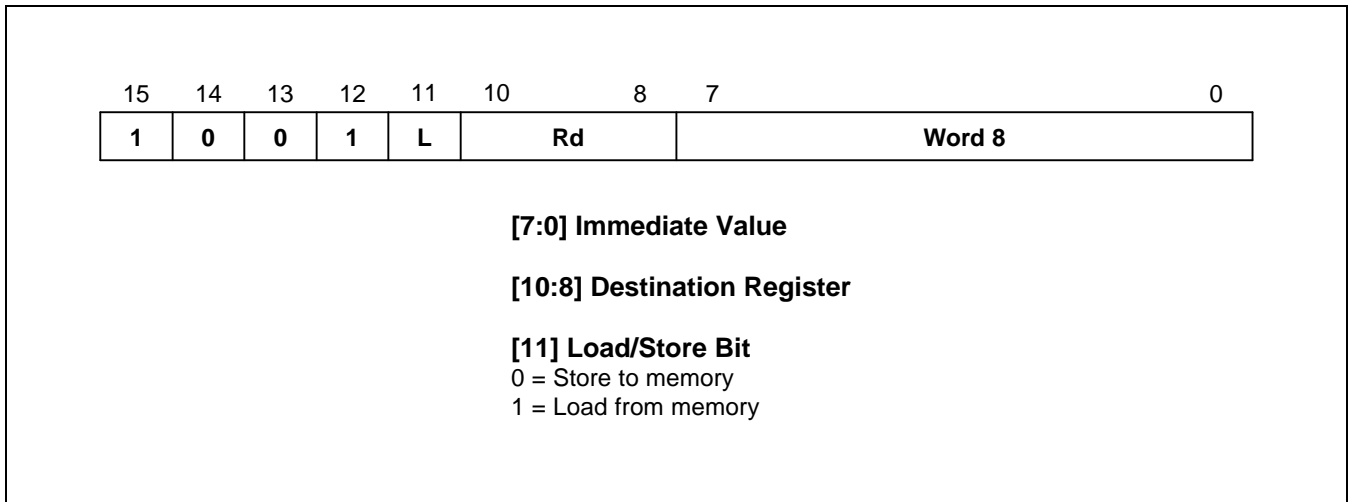 15 14 13 12 11 10 8 7 0
1 0 0 1 L Rd Word 8
[7:0] Immediate Value
[10:8] Destination Register
[11] Load/Store Bit
0 = Store to memory
1 = Load from memory